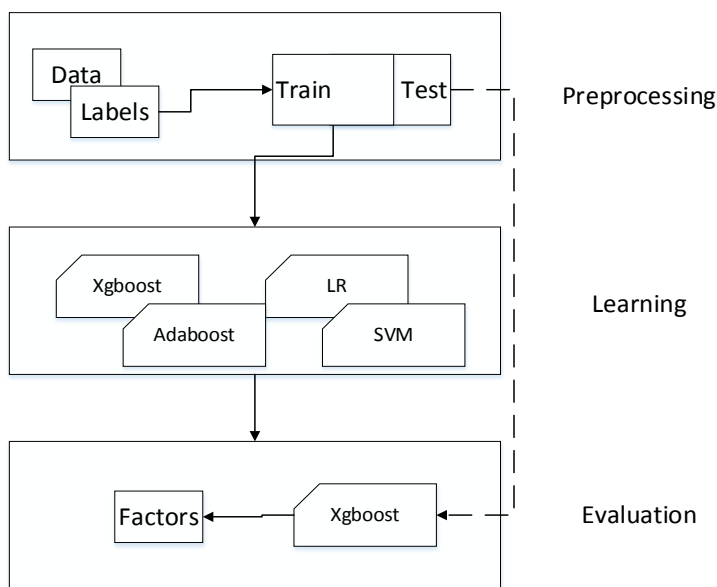 Data
Labels
Train
Test
Preprocessing
Xgboost
LR
Adaboost
SVM
Learning
Factors
Xgboost
Evaluation